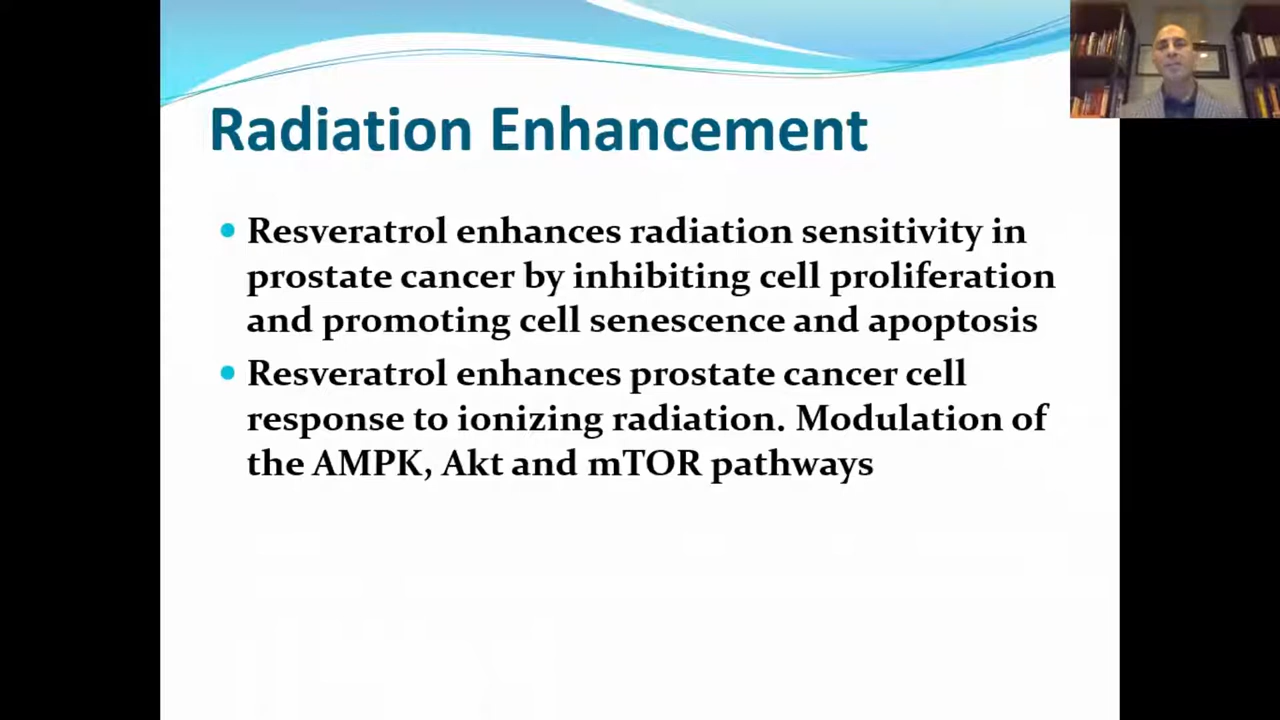 Radiation Enhancement
Resveratrol enhances radiation sensitivity in
prostate cancer by inhibiting cell proliferation
and promoting cell senescence and apoptosis
Resveratrol enhances prostate cancer cell
response to ionizing radiation. Modulation of
the AMPK, Akt and mTOR pathways